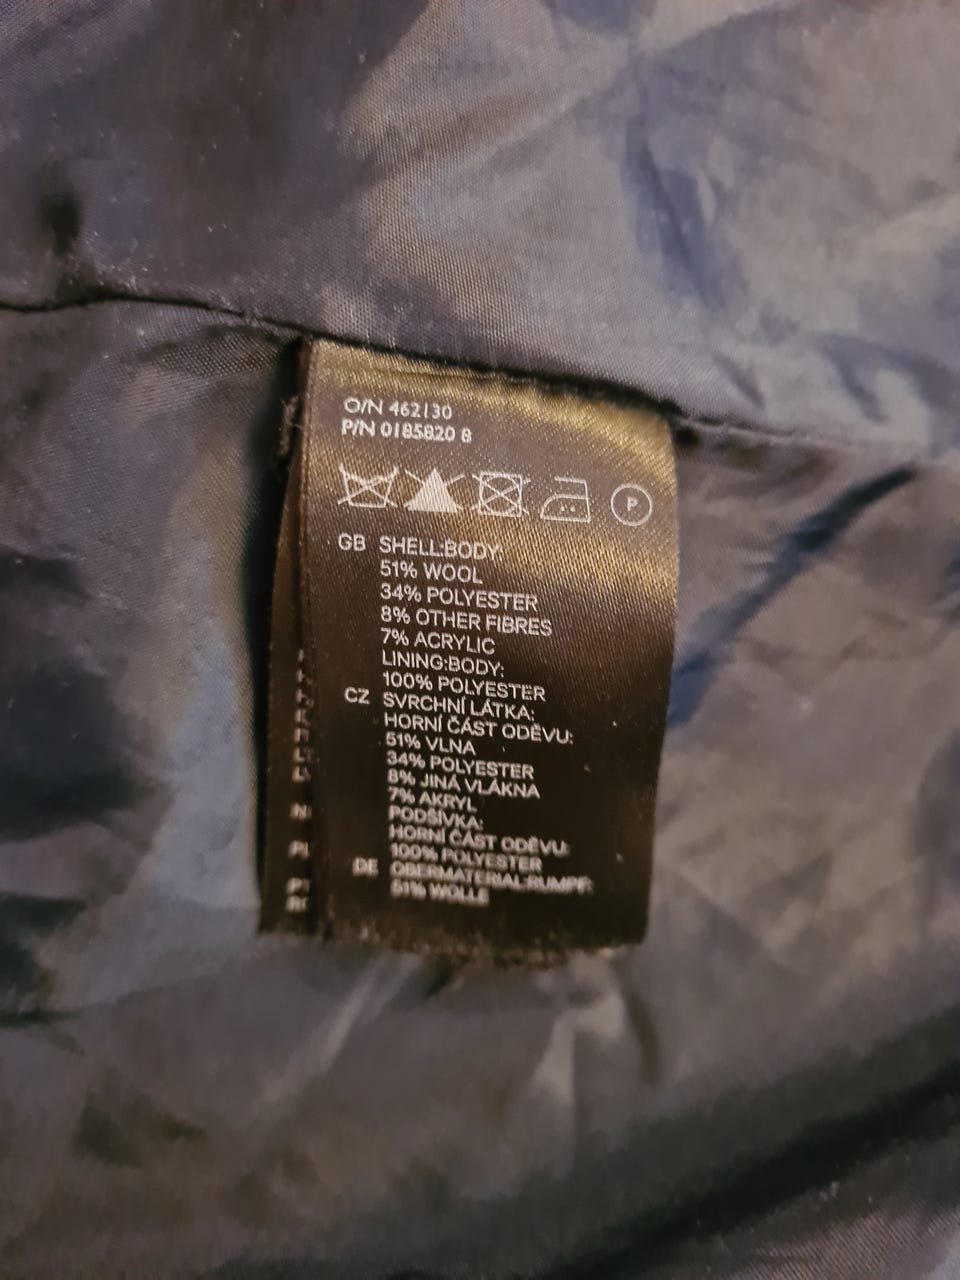 O/N 462130
P/N 0185820 8
P
GB SHELL:BODY:
51% WOOL
34% POLYESTER
8% OTHER FIBRES
7% ACRYLIC
LINING:BODY:
100% POLYESTER
CZ SVRCHNÍ LÁTKA:
HORNÍ ČÁST ODĚVU:
51% VLNA
34% POLYESTER
8% JINÁ VLÁKNA
7% AKRYL
PODŠÍVKA:
HORNÍ ČÁST ODĚVU:
100% POLYESTER
DE OBERMATERIAL:RUMPF:
51% WOLLE